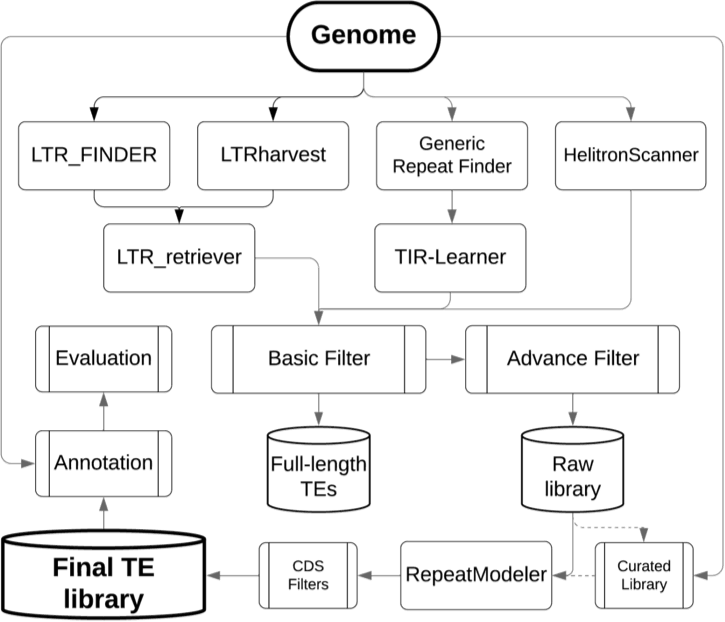 Genome
LTR_FINDER
LTRharvest
Generic
Repeat Finder
HelitronScanner
LTR_retriever
TIR-Learner
Evaluation
Basic Filter
Advance Filter
Annotation
Full-length
TEs
Raw
library
Final TE
library
CDS
Filters
RepeatModeler
Curated
Library